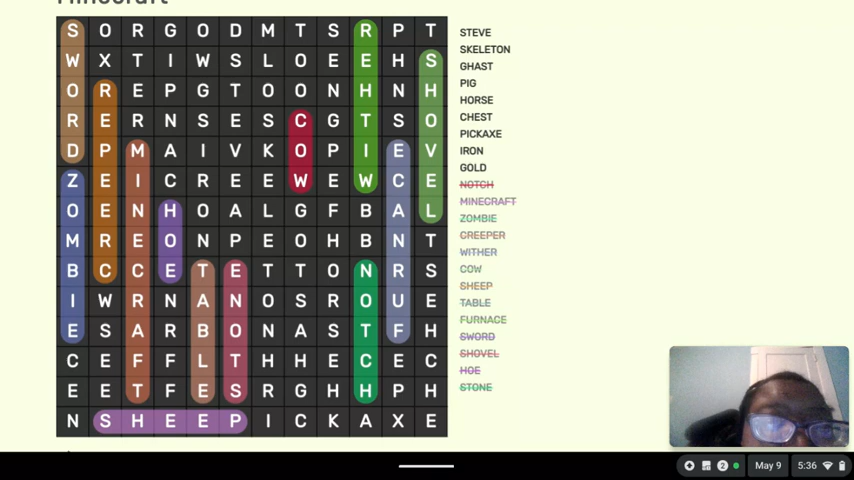 S O R G O D M T S R P T
W X T I W S L O E E H S
O R E P G T O O N H N H
R E R N S E S C G T S O
D P M A I V K O P I E V
Z E I C R E E W E W C E
O E N H O A L G F B A L
M R E O N P E O H B N T
B C C E T E T T O N R S
I W R N A N O S R O U E
E S A R B O N A S T F H
C E F F L T H H E C E C
E E T F E S R G H H P H
N S H E E P I C K A X E
STEVE
SKELETON
GHAST
PIG
HORSE
CHEST
PICKAXE
IRON
GOLD
NOTCH
MINECRAFT
ZOMBIE
CREEPER
WITHER
COW
SHEEP
TABLE
FURNACE
SWORD
SHOVEL
HOE
STONE
2 May 9 5:36